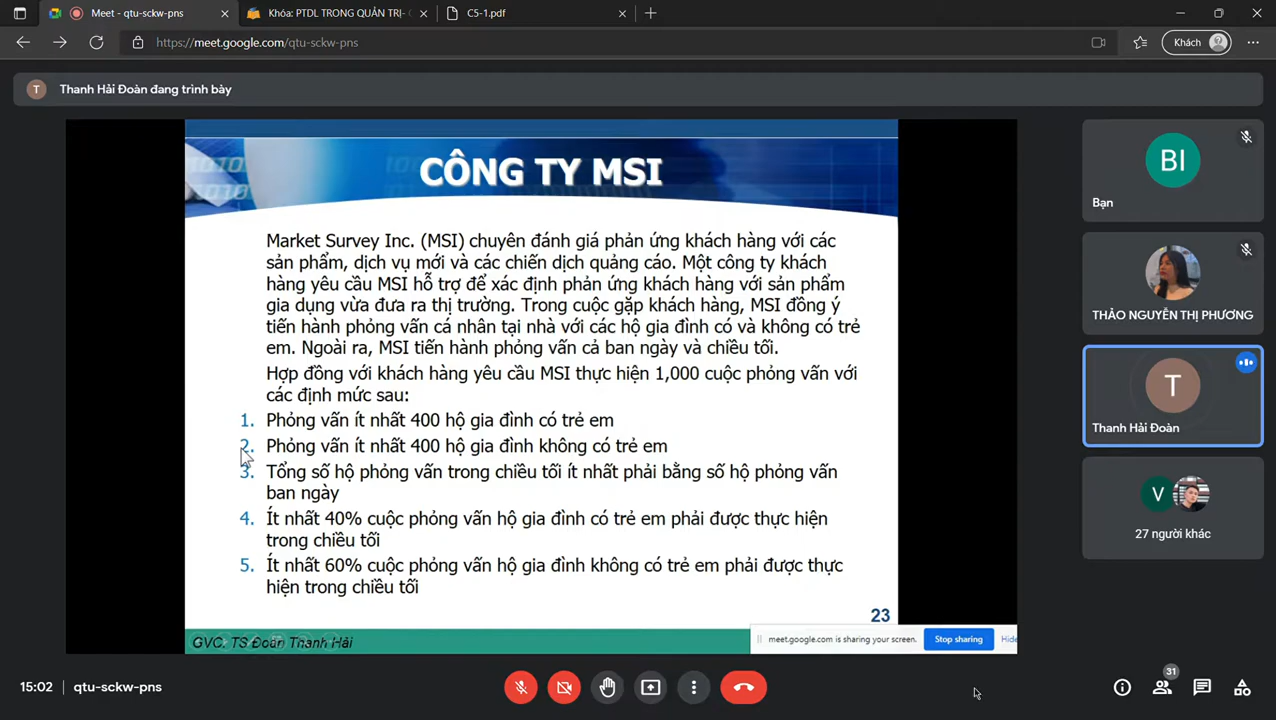 Meet - qtu-sckw-pns
Khóa: PTDL TRONG QUẢN TRỊ- (
C5-1.pdf
https://meet.google.com/qtu-sckw-pns
Khách
T
Thanh Hải Đoàn đang trình bày
CÔNG TY MSI
Market Survey Inc. (MSI) chuyên đánh giá phản ứng khách hàng với các
sản phẩm, dịch vụ mới và các chiến dịch quảng cáo. Một công ty khách
hàng yêu cầu MSI hỗ trợ để xác định phản ứng khách hàng với sản phẩm
gia dụng vừa đưa ra thị trường. Trong cuộc gặp khách hàng, MSI đồng ý
tiến hành phỏng vấn cá nhân tại nhà với các hộ gia đình có và không có trẻ
em. Ngoài ra, MSI tiến hành phỏng vấn cả ban ngày và chiều tối.
Hợp đồng với khách hàng yêu cầu MSI thực hiện 1,000 cuộc phỏng vấn với
các định mức sau:
1. Phỏng vấn ít nhất 400 hộ gia đình có trẻ em
2. Phỏng vấn ít nhất 400 hộ gia đình không có trẻ em
3. Tổng số hộ phỏng vấn trong chiều tối ít nhất phải bằng số hộ phỏng vấn
ban ngày
4. Ít nhất 40% cuộc phỏng vấn hộ gia đình có trẻ em phải được thực hiện
trong chiều tối
5. Ít nhất 60% cuộc phỏng vấn hộ gia đình không có trẻ em phải được thực
hiện trong chiều tối
23
GVC. TS Đoàn Thanh Hải
meet.google.com is sharing your screen.
Stop sharing
Hide
BI
Bạn
THẢO NGUYỄN THỊ PHƯƠNG
T
Thanh Hải Đoàn
V
27 người khác
15:02
qtu-sckw-pns
31